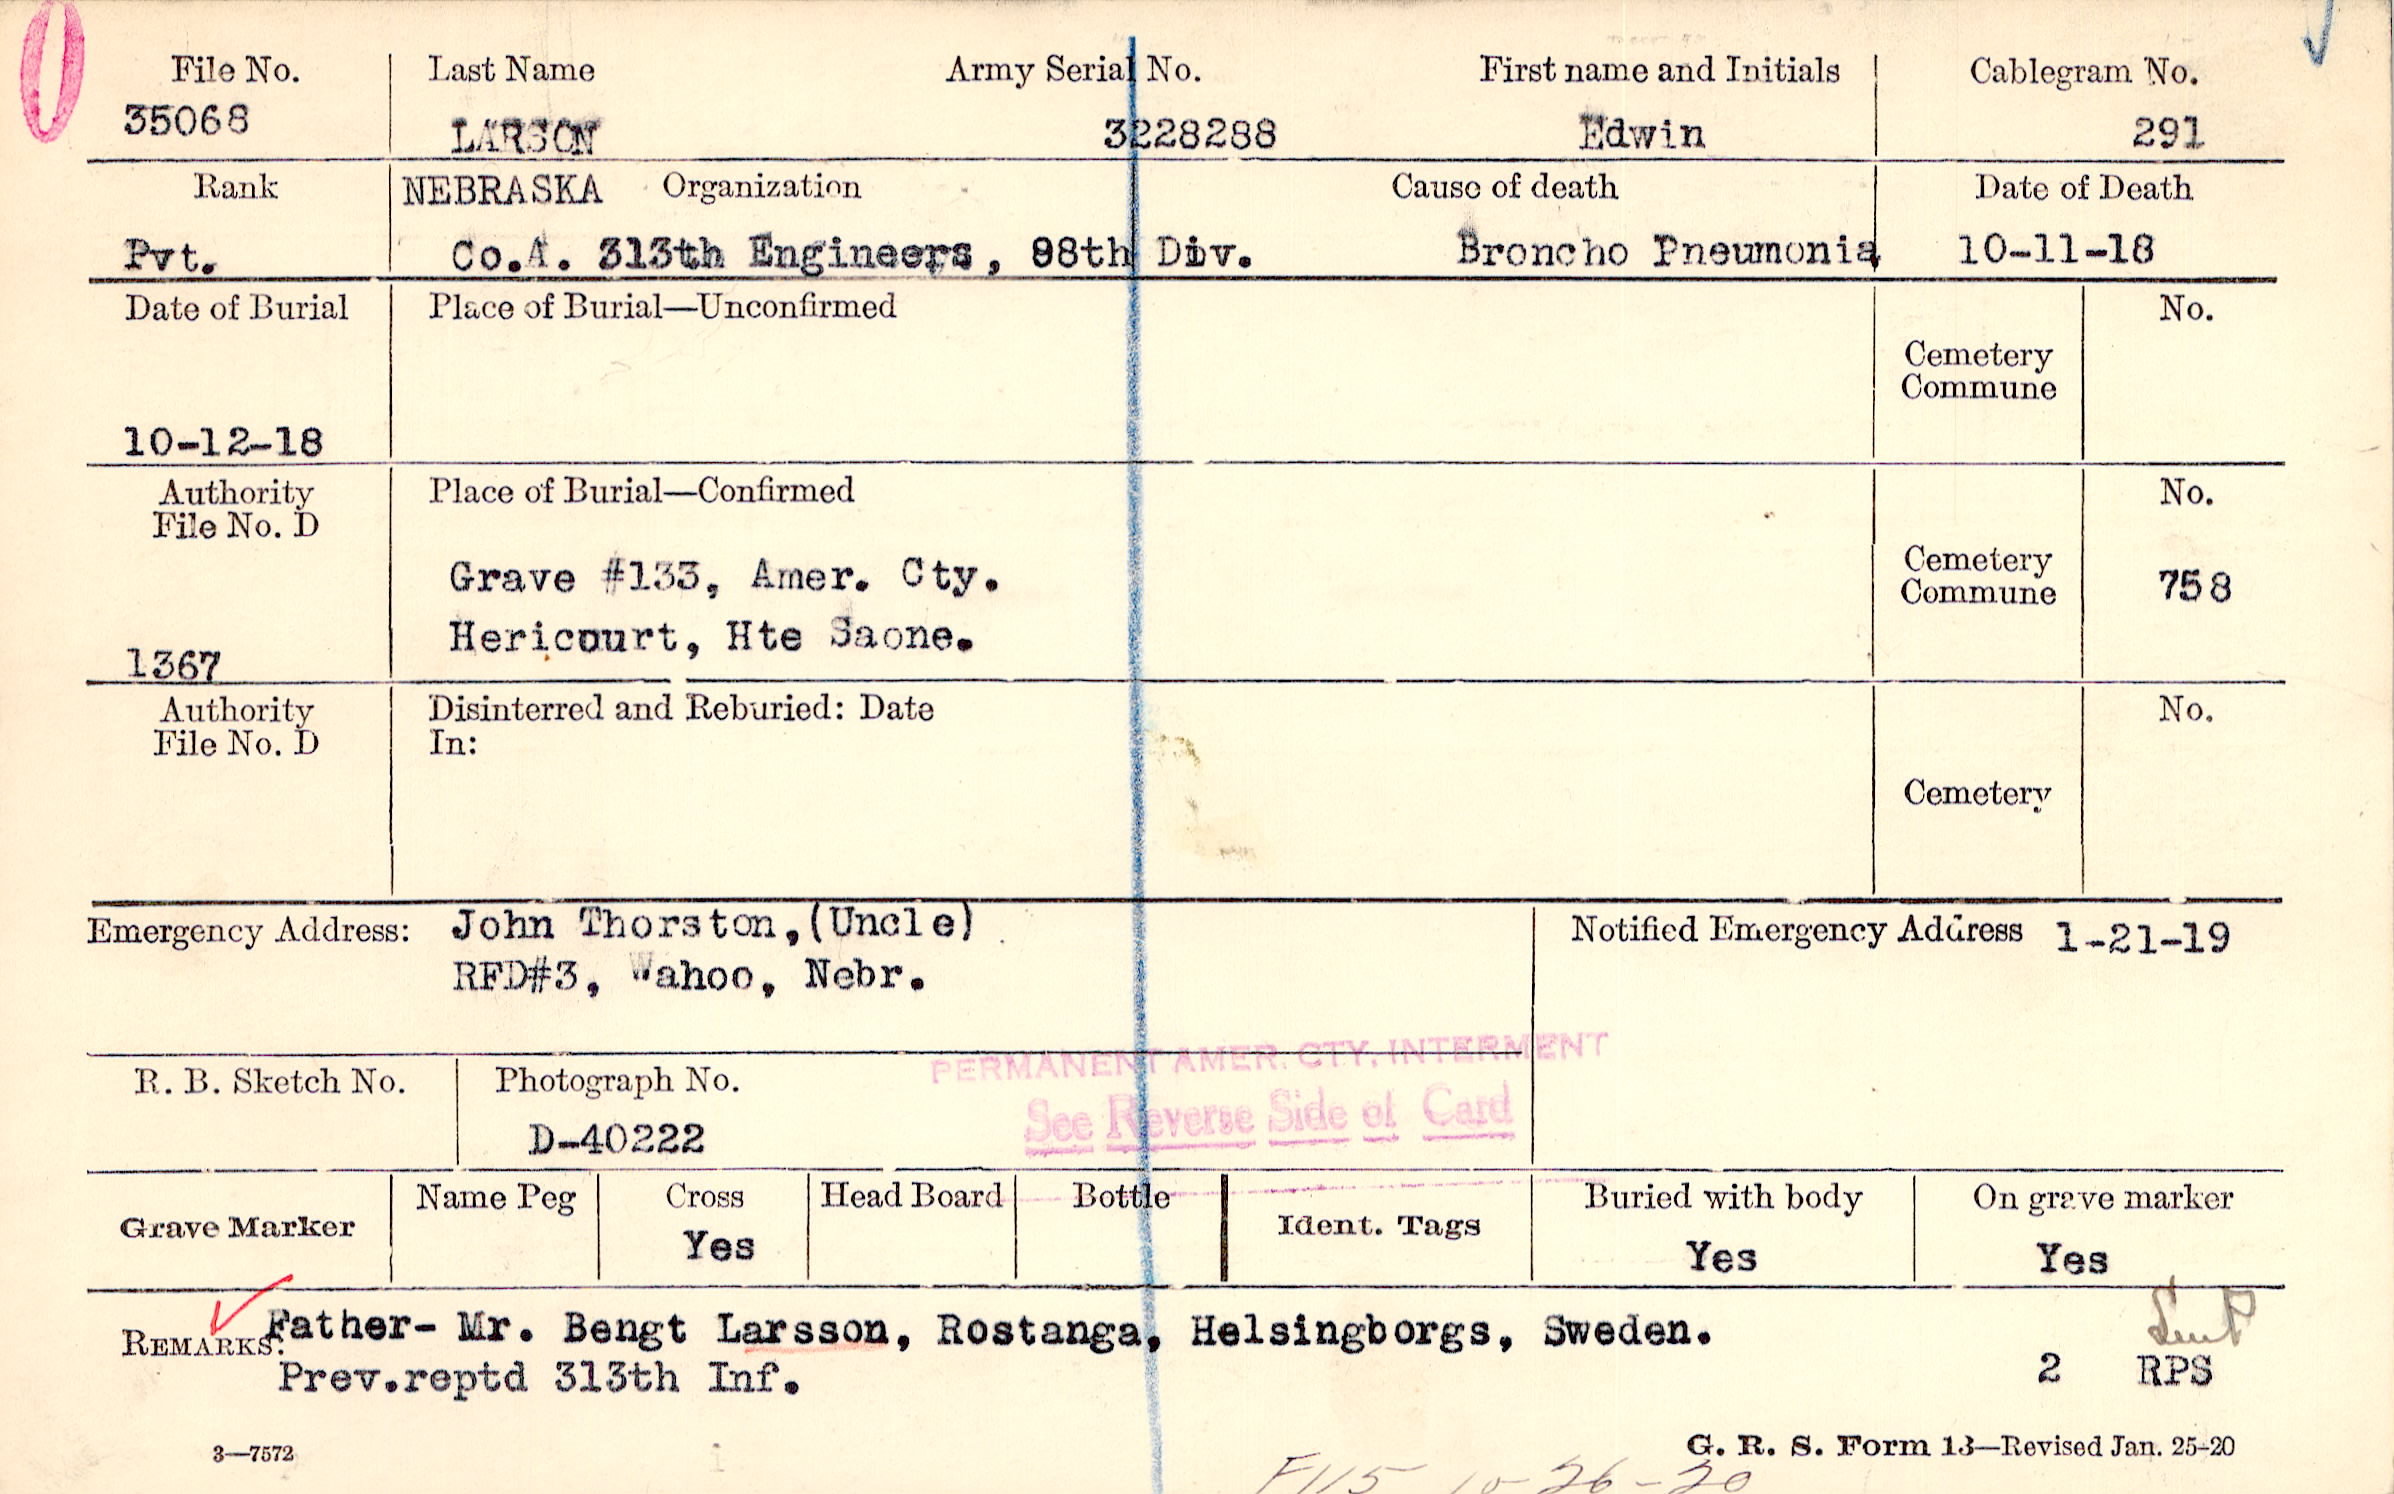 File No. Last Name Army Serial No. First name and Initials Cablegram No.
35068 LARSON 3228288 Edwin 291
Rank NEBRASKA Organization Cause of death Date of Death
Pvt. Co.A. 313th Engineers, 88th Div. Broncho Pneumonia 10-11-18
Date of Burial Place of Burial—Unconfirmed No.
Cemetery
Commune
10-12-18
Authority Place of Burial—Confirmed No.
File No. D
Grave #133, Amer. Cty. Cemetery
Commune 758
Hericourt, Hte Saone.
1367
Authority Disinterred and Reburied: Date No.
File No. D In:
Cemetery
Emergency Address: John Thorston,(Uncle) Notified Emergency Address 1-21-19
RFD#3, Wahoo, Nebr.
PERMANENT AMER. CTY, INTERMENT
R. B. Sketch No. Photograph No.
See Reverse Side of Card
D-40222
Grave Marker Name Peg Cross Head Board Bottle Ident. Tags Buried with body On grave marker
Yes Yes Yes
REMARKS: Father- Mr. Bengt Larsson, Rostanga, Helsingborgs, Sweden.
Prev.reptd 313th Inf. 2 RPS
3—7572 G. R. S. Form 13—Revised Jan. 25-20
10-26-20